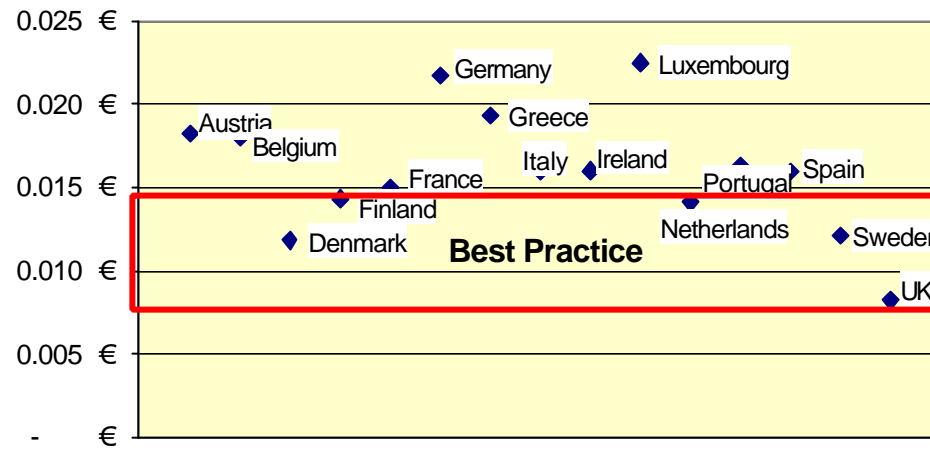 0.025 €
Luxembourg
Germany
0.020 €
Greece
Austria
Belgium
Italy
Ireland
Spain
France
Portugal
0.015 €
Finland
Netherlands
Denmark
Best Practice
Sweder
0.010 €
UK
0.005 €
- €